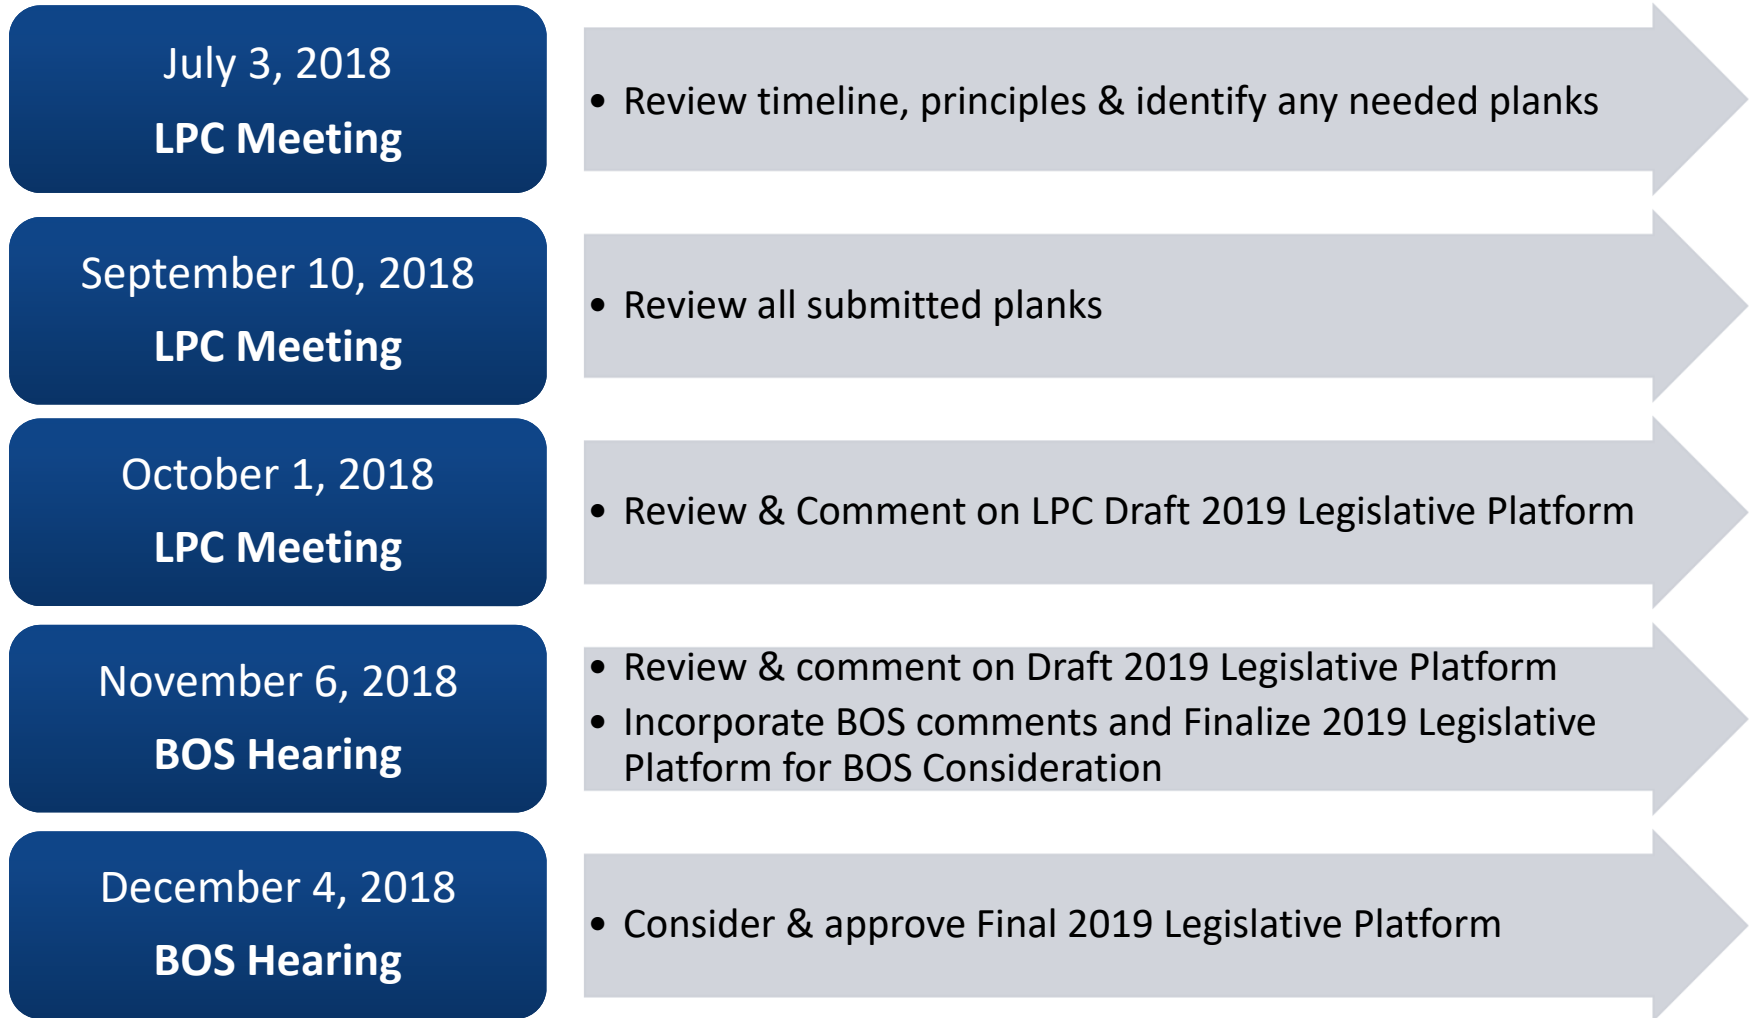 July 3, 2018
LPC Meeting
• Review timeline, principles & identify any needed planks
September 10, 2018
LPC Meeting
• Review all submitted planks
October 1, 2018
LPC Meeting
• Review & Comment on LPC Draft 2019 Legislative Platform
November 6, 2018
BOS Hearing
• Review & comment on Draft 2019 Legislative Platform
• Incorporate BOS comments and Finalize 2019 Legislative
Platform for BOS Consideration
December 4, 2018
BOS Hearing
• Consider & approve Final 2019 Legislative Platform